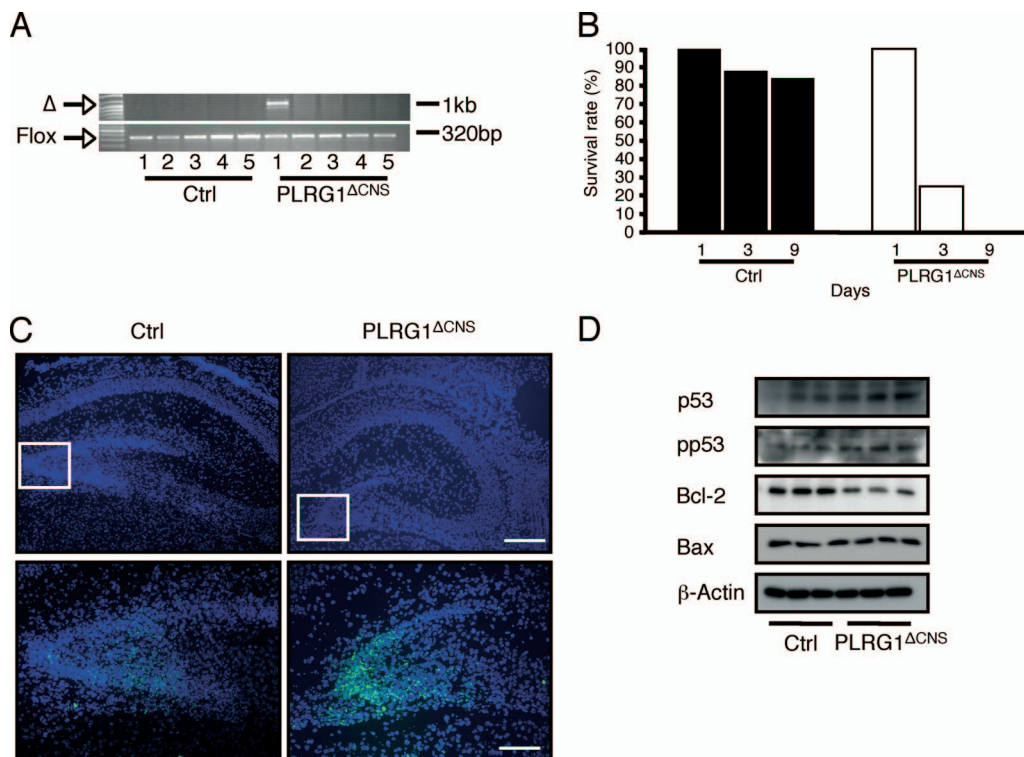 A
Δ
1kb
Flox
320bp
1 2 3 4 5 1 2 3 4 5
Ctrl PLRG1ΔCNS
B
Survival rate (%)
100
90
80
70
60
50
40
30
20
10
0
1 3 9 1 3 9
Ctrl PLRG1ΔCNS
Days
C
Ctrl PLRG1ΔCNS
D
p53
pp53
Bcl-2
Bax
β-Actin
Ctrl PLRG1ΔCNS